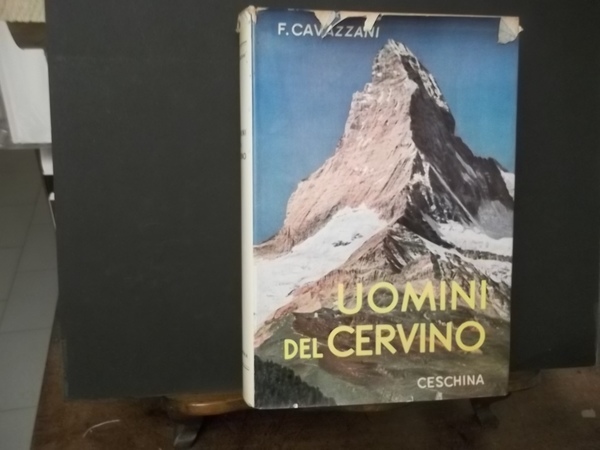 F. CAVAZZANI
UOMINI
DEL CERVINO
CESCHINA